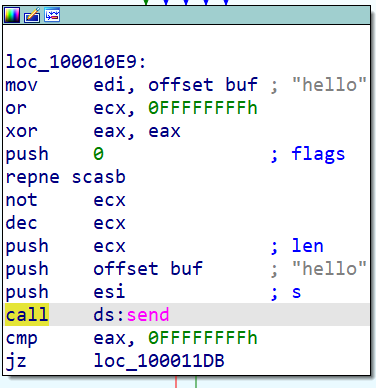 loc_100010E9:
mov     edi, offset buf ; "hello"
or      ecx, 0FFFFFFFFh
xor     eax, eax
push    0               ; flags
repne scasb
not     ecx
dec     ecx
push    ecx             ; len
push    offset buf      ; "hello"
push    esi             ; s
call    ds:send
cmp     eax, 0FFFFFFFFh
jz      loc_100011DB